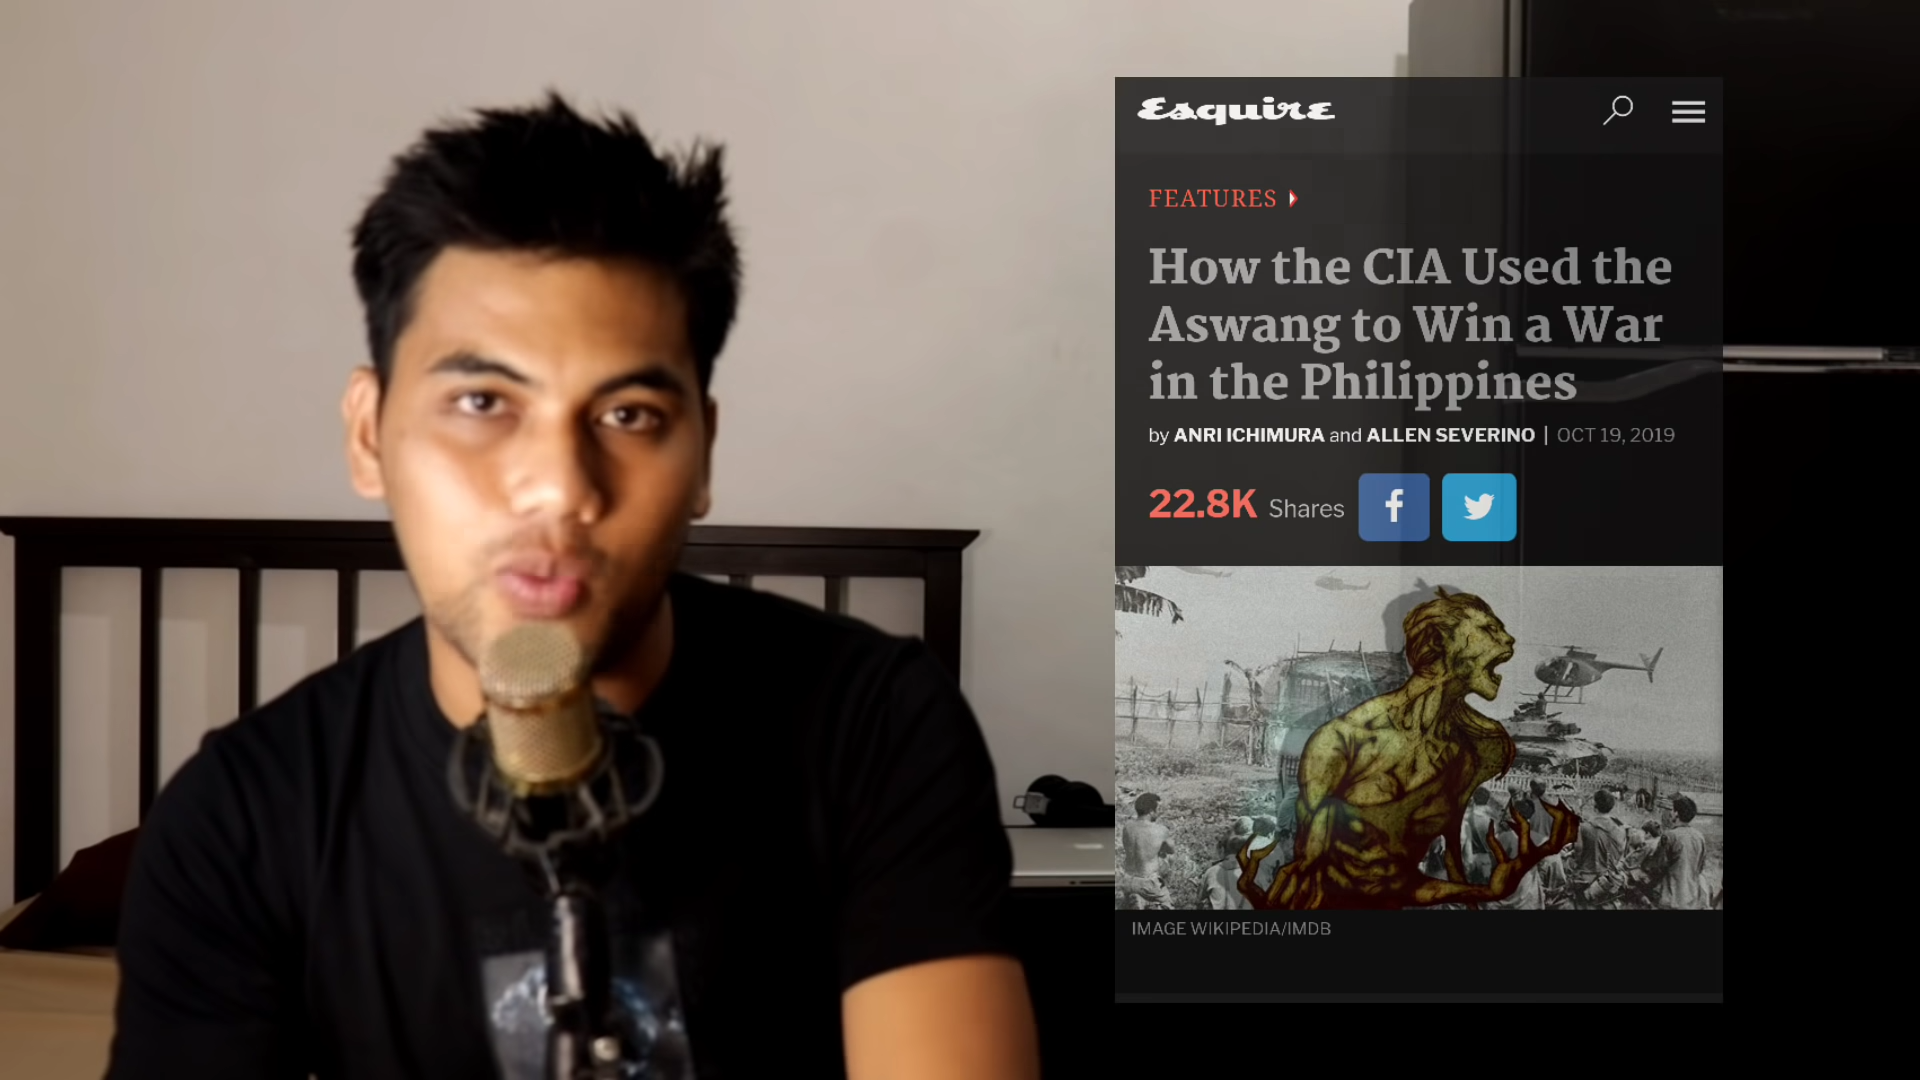 Esquire
FEATURES
How the CIA Used the
Aswang to Win a War
in the Philippines
by ANRI ICHIMURA and ALLEN SEVERINO | OCT 19, 2019
22.8K Shares
IMAGE WIKIPEDIA/IMDB